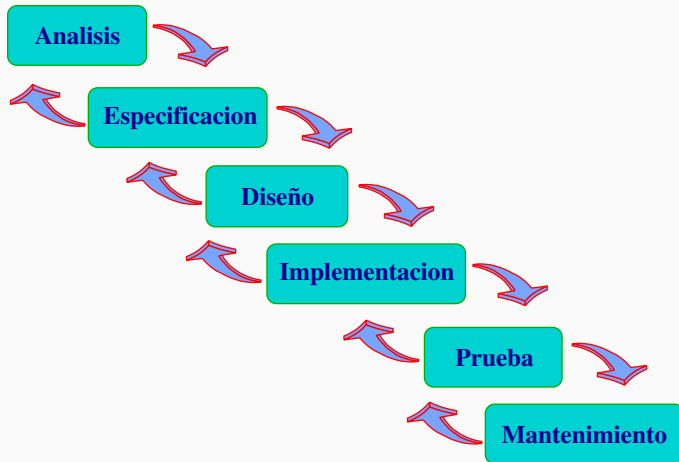 Analisis
Especificacion
Diseño
Implementacion
Prueba
Mantenimiento